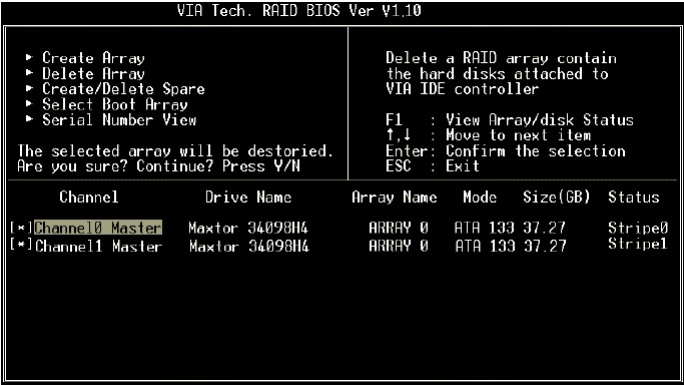 VIA Tech. RAID BIOS Ver V1.10
► Create Array
► Delete Array
► Create/Delete Spare
► Select Boot Array
► Serial Number View
The selected array will be destoried.
Are you sure? Continue? Press Y/N
Delete a RAID array contain
the hard disks attached to
VIA IDE controller
F1 : View Array/disk Status
↑,↓ : Move to next item
Enter: Confirm the selection
ESC : Exit
Channel Drive Name Array Name Mode Size(GB) Status
[*]Channel0 Master Maxtor 34098H4 ARRAY 0 ATA 133 37.27 Stripe0
[*]Channel1 Master Maxtor 34098H4 ARRAY 0 ATA 133 37.27 Stripe1